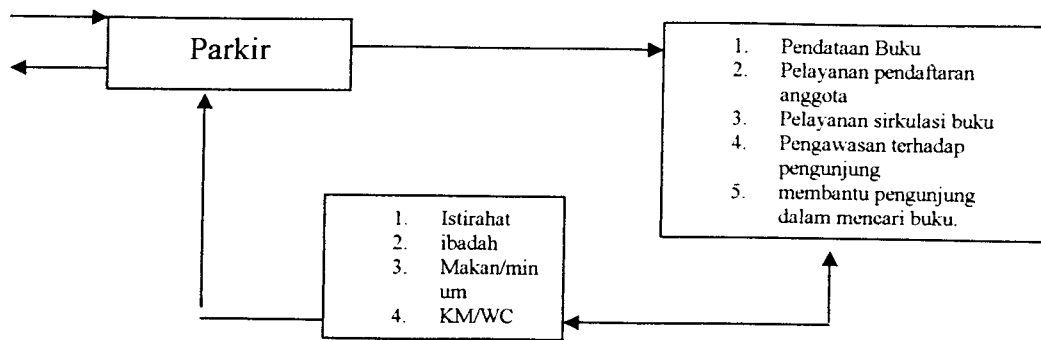 Parkir
1. Pendataan Buku
2. Pelayanan pendaftaran
anggota
3. Pelayanan sirkulasi buku
4. Pengawasan terhadap
pengunjung
5. membantu pengunjung
dalam mencari buku.
1. Istirahat
2. ibadah
3. Makan/min
um
4. KM/WC